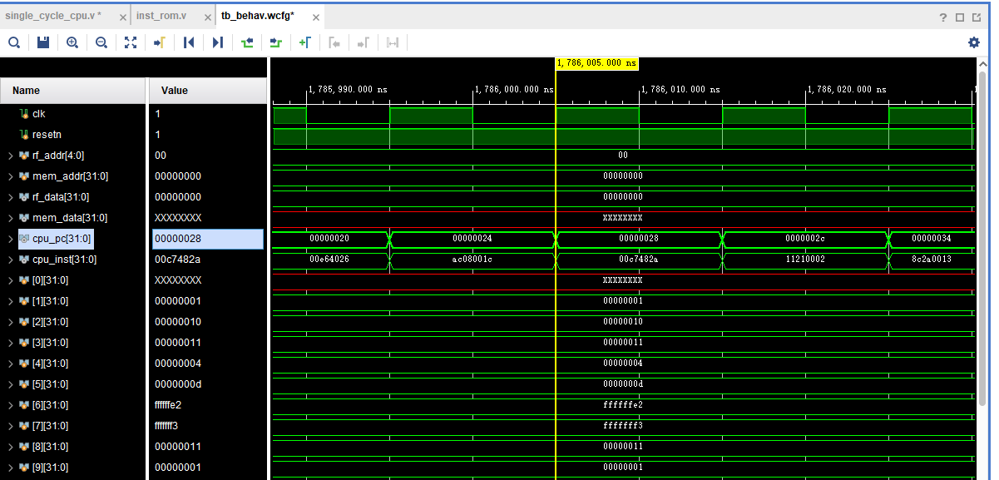 single_cycle_cpu.v * × inst_rom.v × tb_behav.wcfg* × ?
1,786,005.000 ns
1,785,990.000 ns 1,786,000.000 ns 1,786,010.000 ns 1,786,020.000 ns
Name Value
clk 1
resetn 1
rf_addr[4:0] 00 00
mem_addr[31:0] 00000000 00000000
rf_data[31:0] 00000000 00000000
mem_data[31:0] XXXXXXXX XXXXXXXX
cpu_pc[31:0] 00000028 00000020 00000024 00000028 0000002c 00000034
cpu_inst[31:0] 00c7482a 00e64026 ac08001c 00c7482a 11210002 8c2a0013
[0][31:0] XXXXXXXX XXXXXXXX
[1][31:0] 00000001 00000001
[2][31:0] 00000010 00000010
[3][31:0] 00000011 00000011
[4][31:0] 00000004 00000004
[5][31:0] 0000000d 0000000d
[6][31:0] ffffffe2 ffffffe2
[7][31:0] fffffff3 fffffff3
[8][31:0] 00000011 00000011
[9][31:0] 00000001 00000001